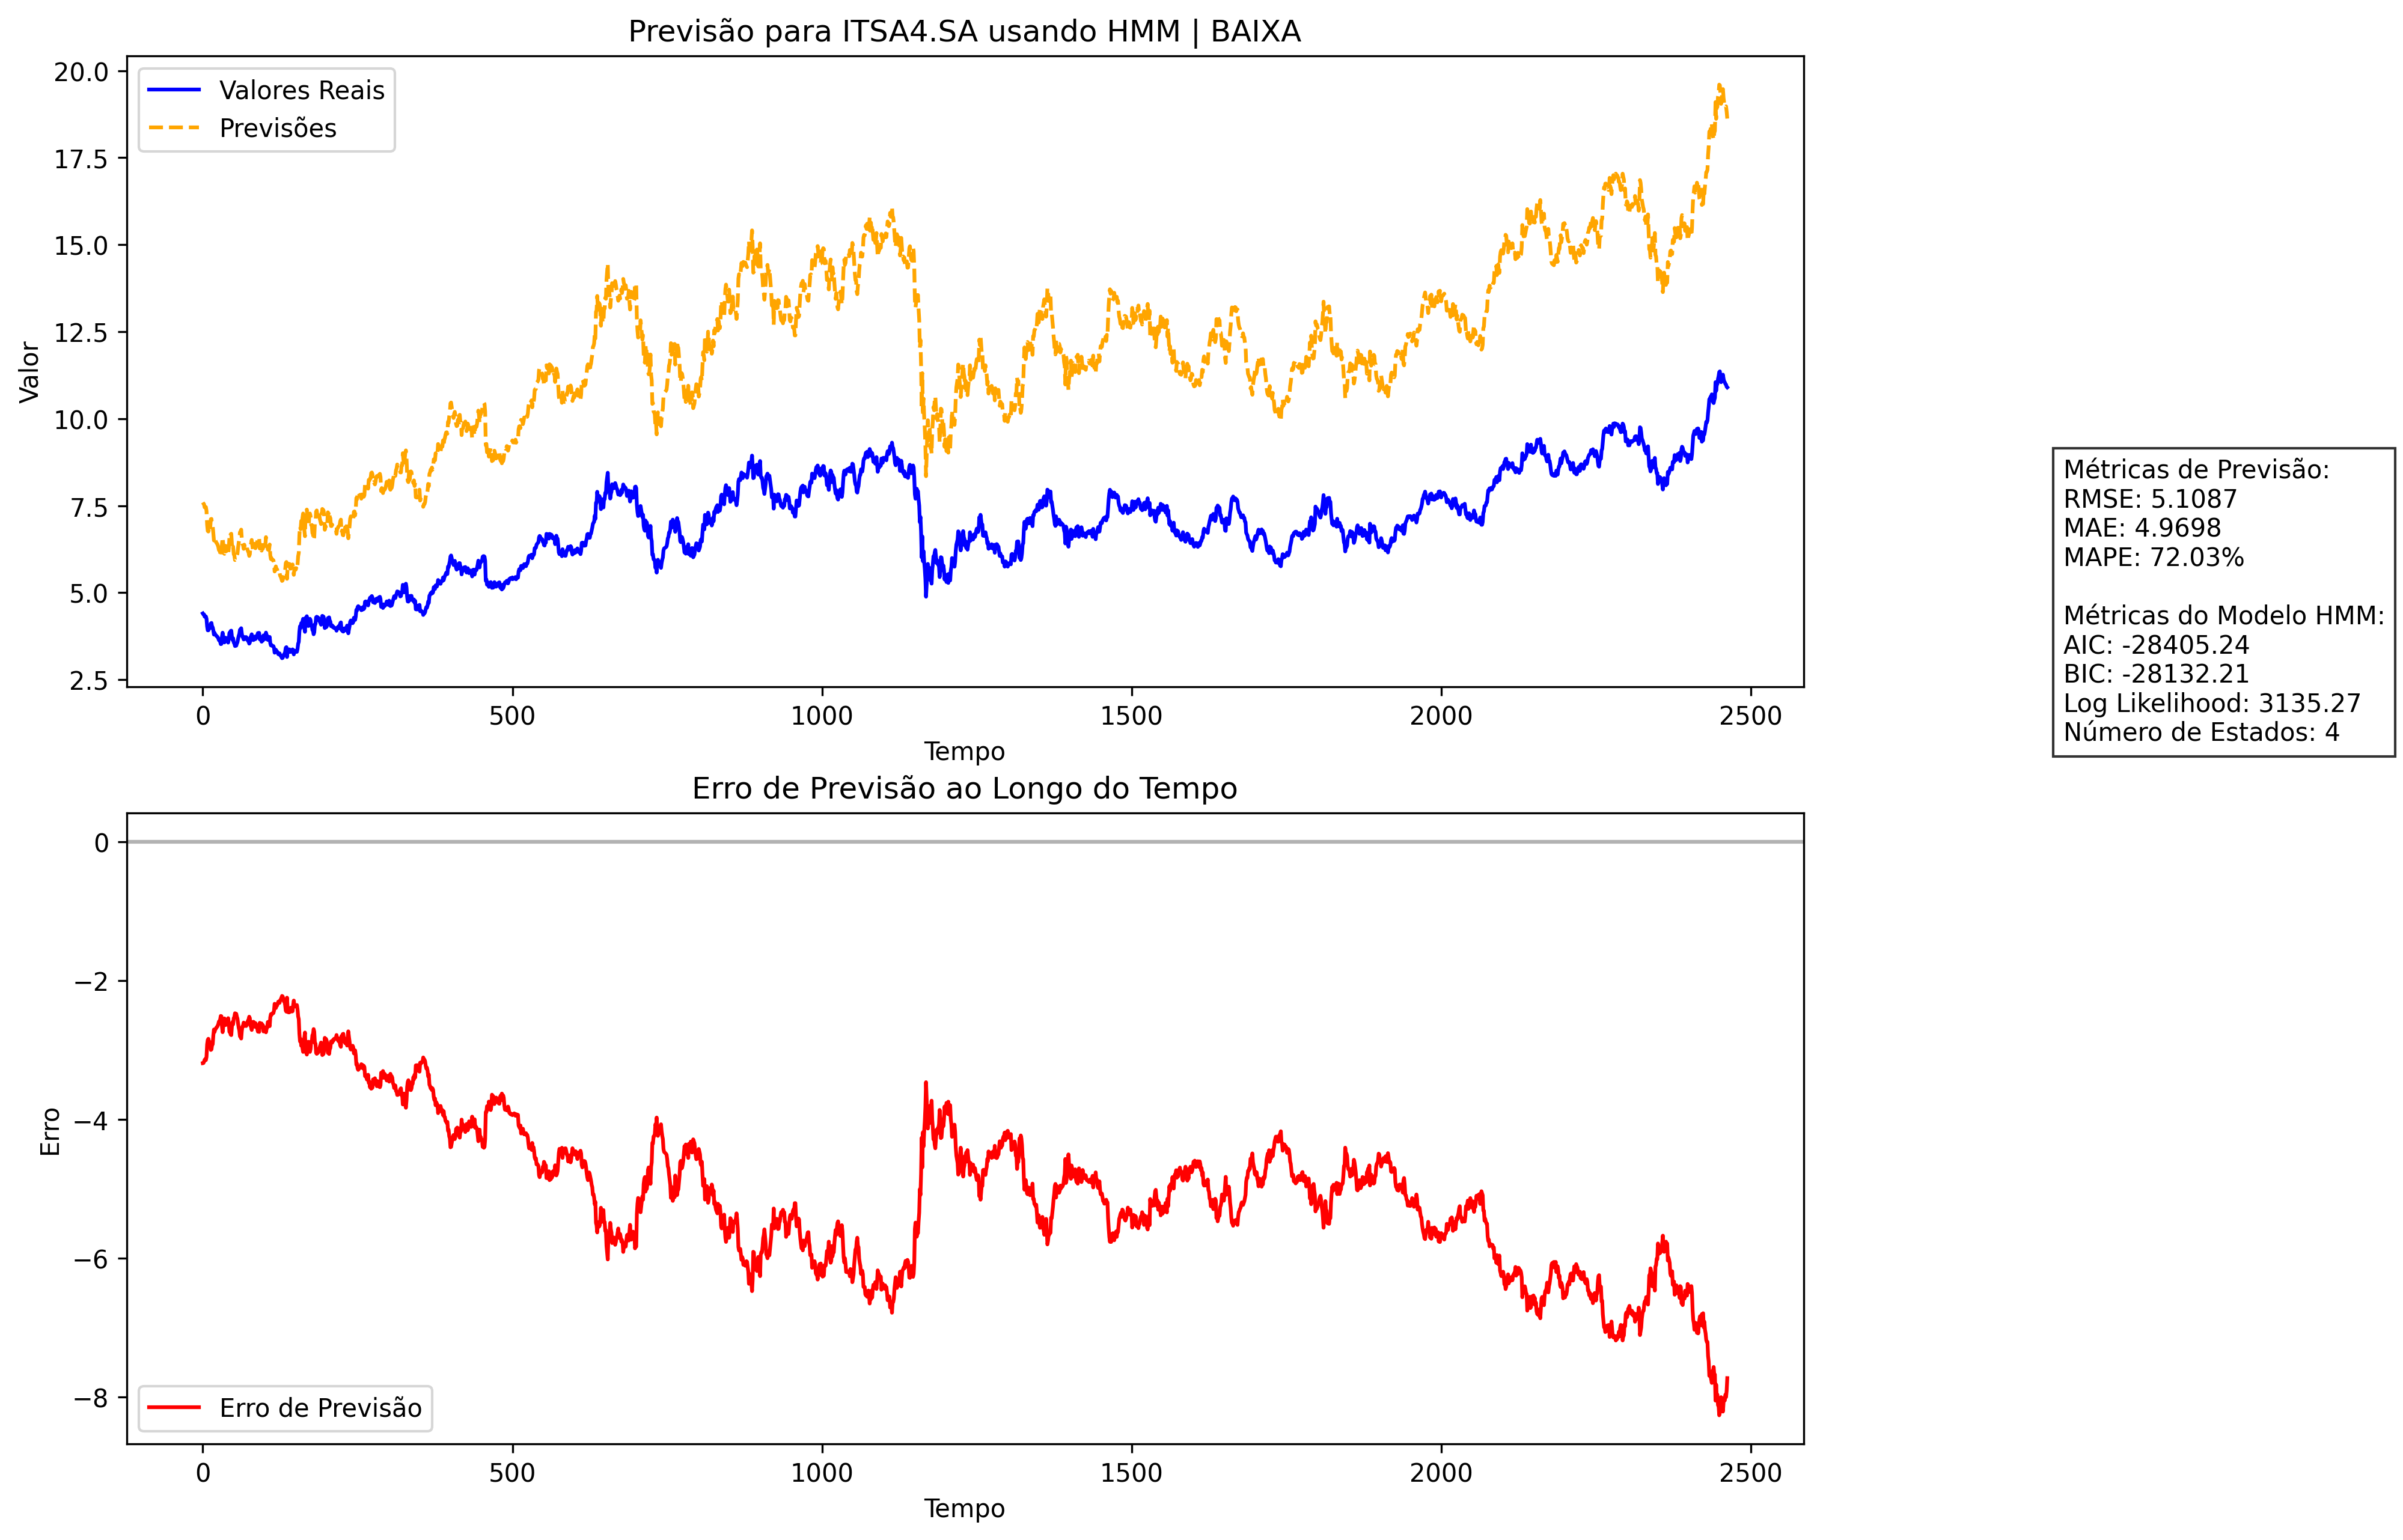 Previsão para ITSA4.SA usando HMM | BAIXA
Valores Reais
Previsões
Valor
20.0
17.5
15.0
12.5
10.0
7.5
5.0
2.5
0
500
1000
1500
2000
2500
Tempo
Métricas de Previsão:
RMSE: 5.1087
MAE: 4.9698
MAPE: 72.03%
Métricas do Modelo HMM:
AIC: -28405.24
BIC: -28132.21
Log Likelihood: 3135.27
Número de Estados: 4
Erro de Previsão ao Longo do Tempo
Erro
0
−2
−4
−6
−8
Erro de Previsão
0
500
1000
1500
2000
2500
Tempo